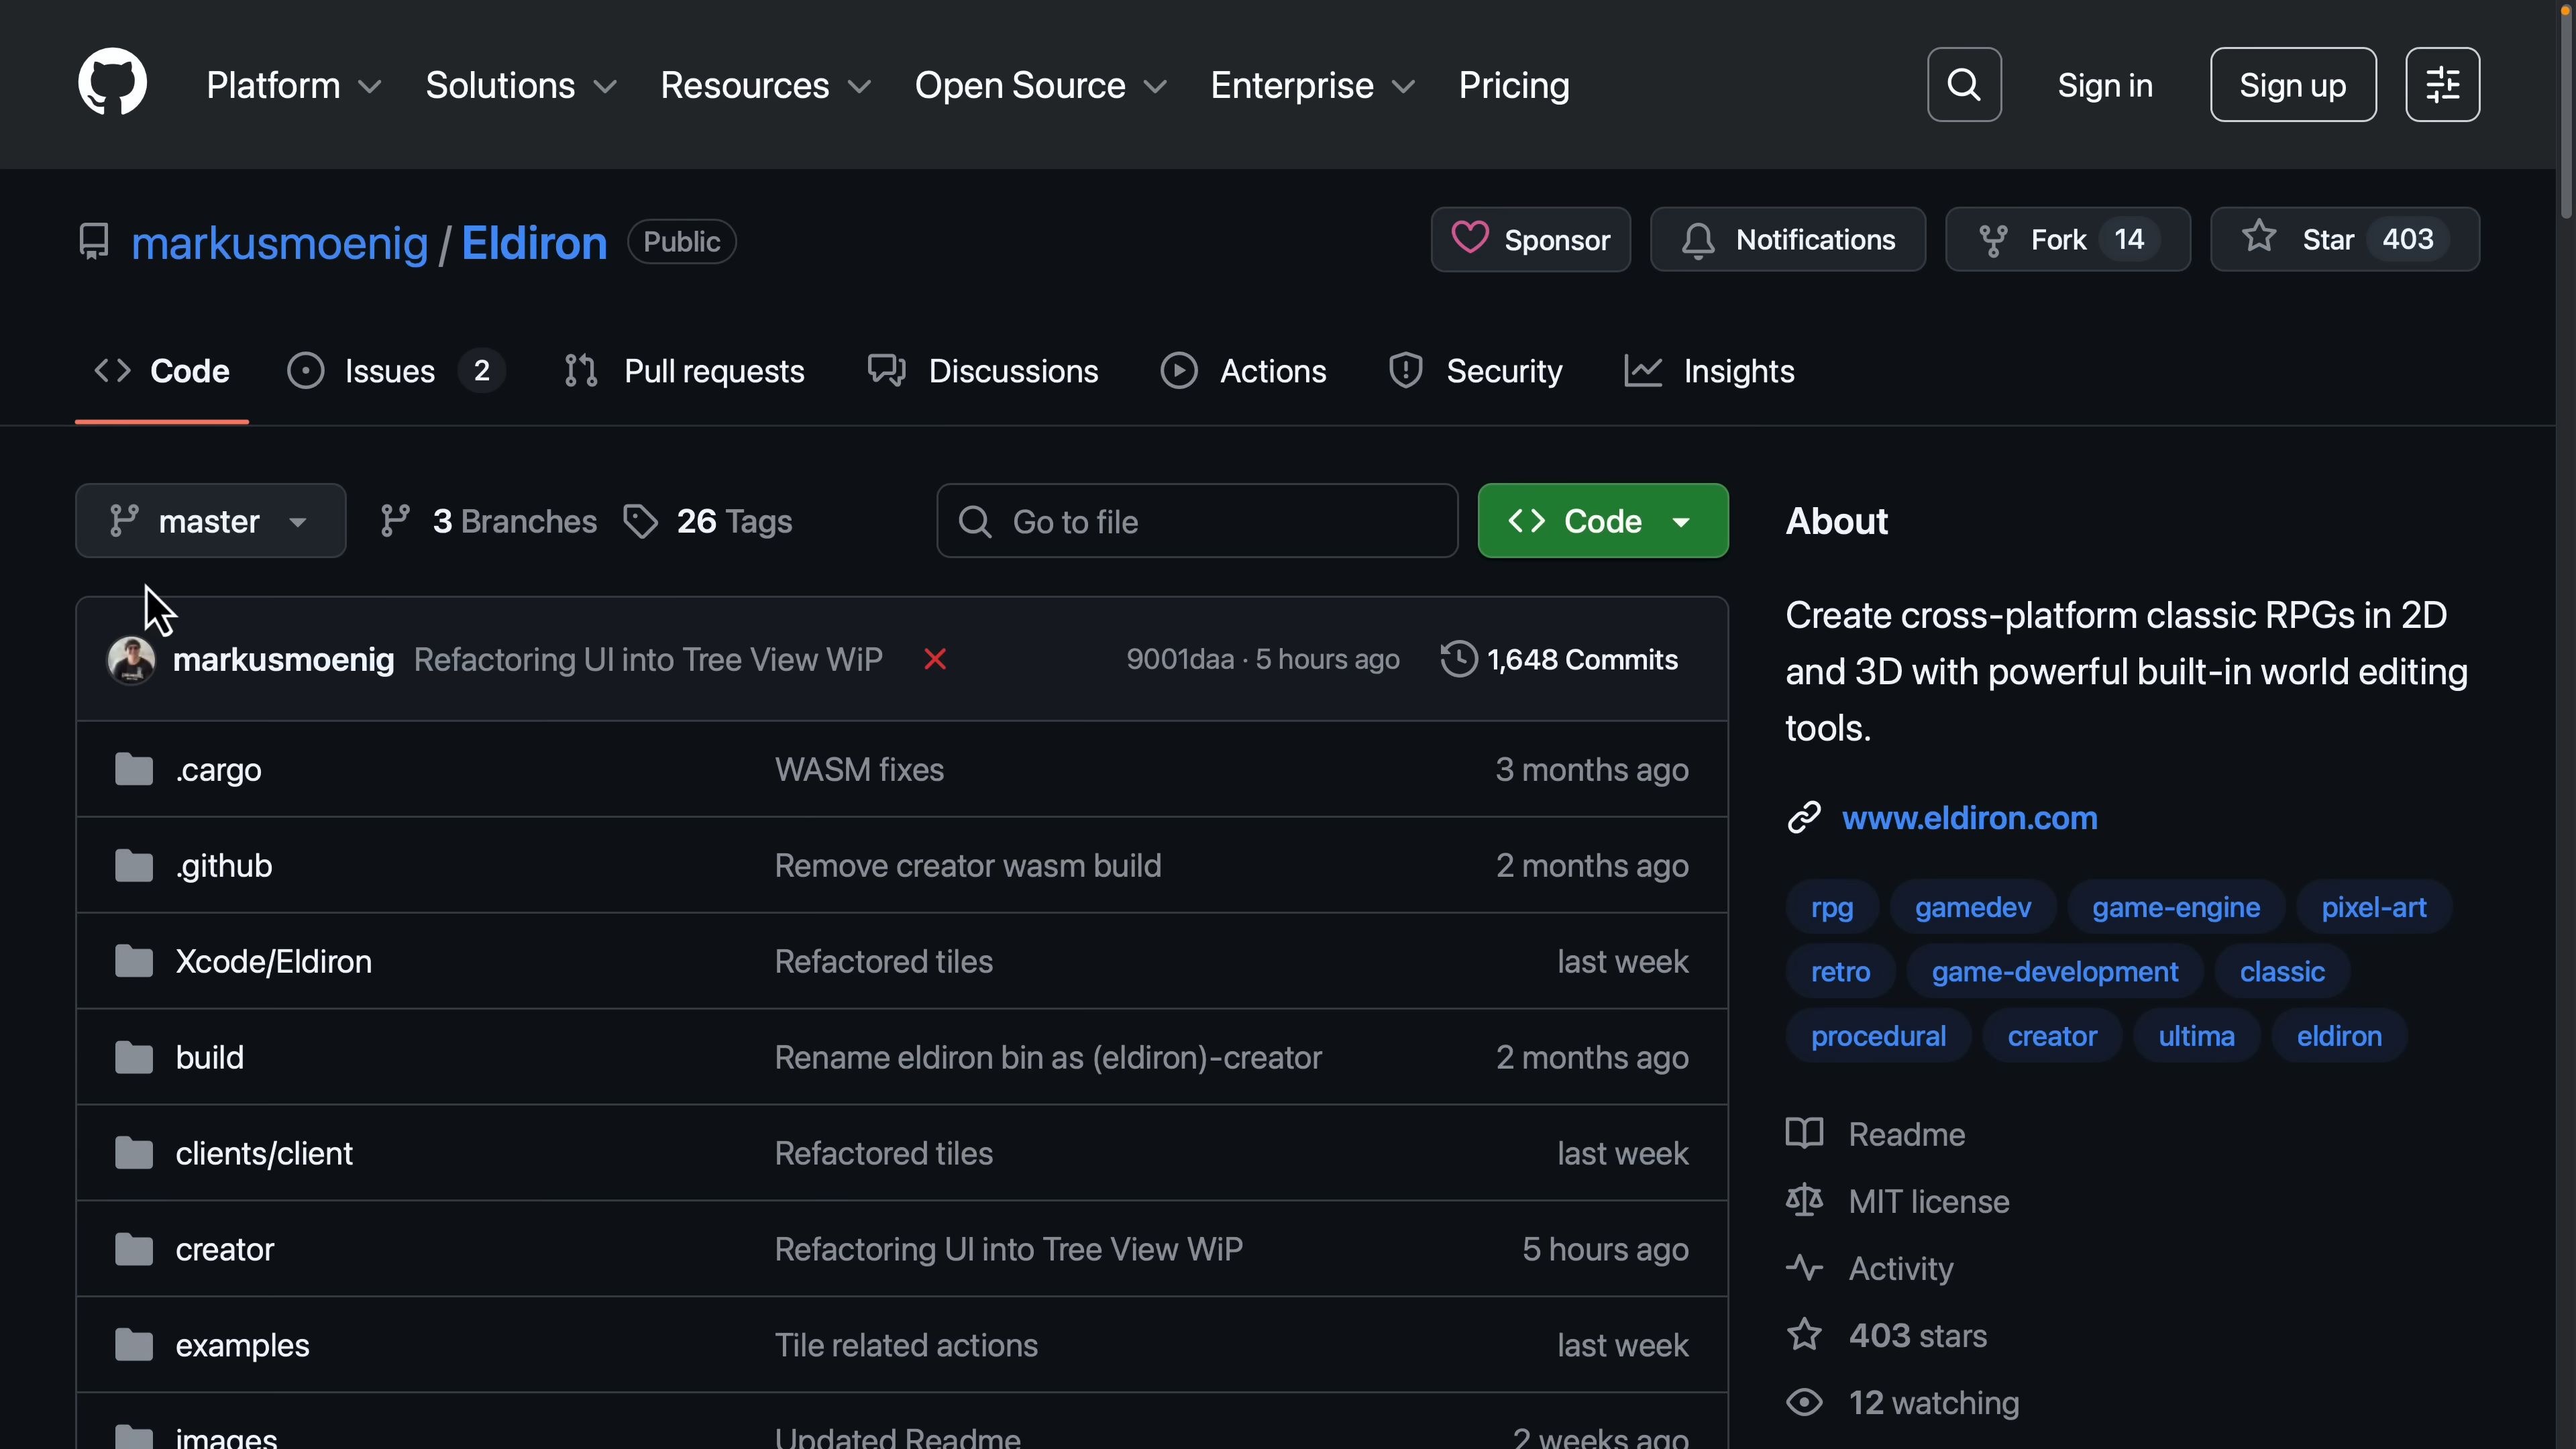 Platform Solutions Resources Open Source Enterprise Pricing Sign in Sign up
markusmoenig / Eldiron Public Sponsor Notifications Fork 14 Star 403
Code Issues 2 Pull requests Discussions Actions Security Insights
master 3 Branches 26 Tags Go to file Code
markusmoenig Refactoring UI into Tree View WiP 9001daa · 5 hours ago 1,648 Commits
.cargo WASM fixes 3 months ago
.github Remove creator wasm build 2 months ago
Xcode/Eldiron Refactored tiles last week
build Rename eldiron bin as (eldiron)-creator 2 months ago
clients/client Refactored tiles last week
creator Refactoring UI into Tree View WiP 5 hours ago
examples Tile related actions last week
images Updated Readme 2 weeks ago
About
Create cross-platform classic RPGs in 2D
and 3D with powerful built-in world editing
tools.
www.eldiron.com
rpg gamedev game-engine pixel-art
retro game-development classic
procedural creator ultima eldiron
Readme
MIT license
Activity
403 stars
12 watching